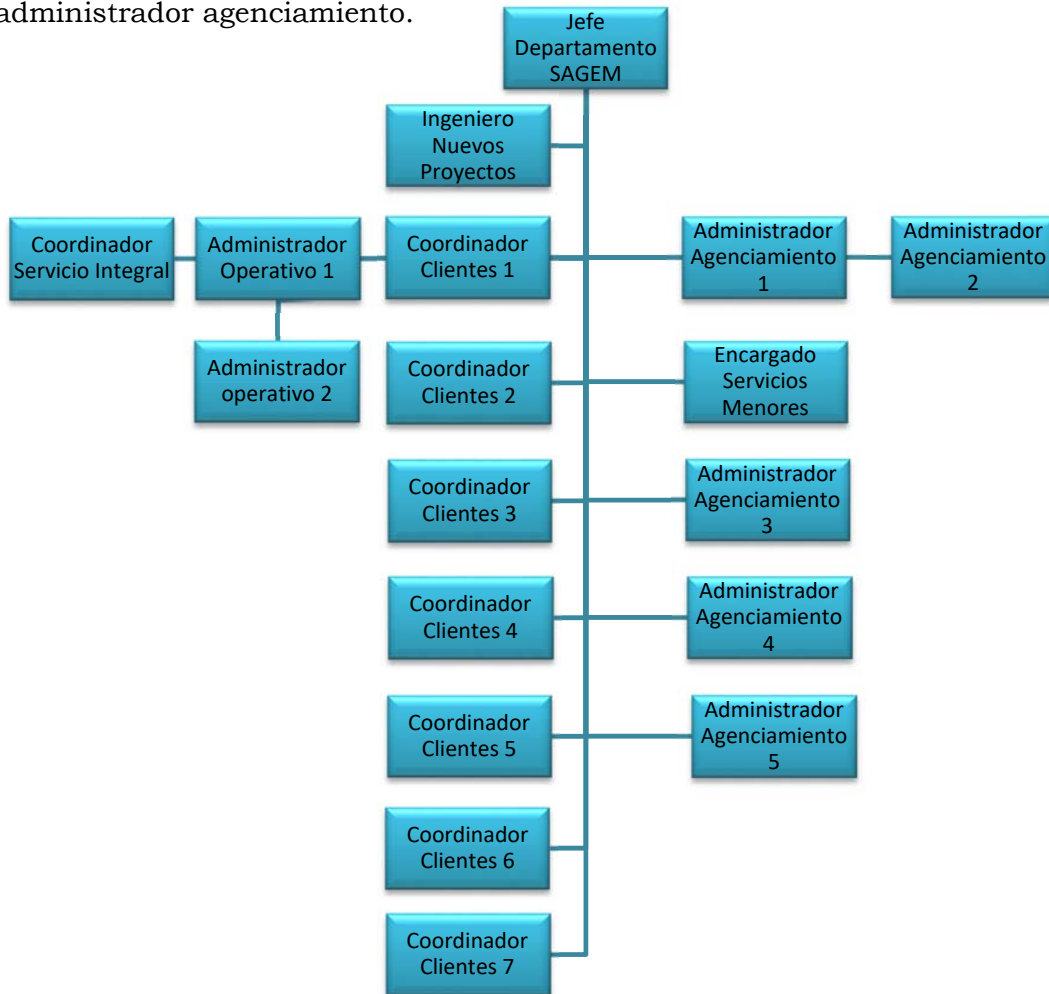 administrador agenciamiento.
Jefe
Departamento
SAGEM
Ingeniero
Nuevos
Proyectos
Coordinador
Servicio Integral
Administrador
Operativo 1
Coordinador
Clientes 1
Administrador
Agenciamiento
1
Administrador
Agenciamiento
2
Administrador
operativo 2
Coordinador
Clientes 2
Encargado
Servicios
Menores
Coordinador
Clientes 3
Administrador
Agenciamiento
3
Coordinador
Clientes 4
Administrador
Agenciamiento
4
Coordinador
Clientes 5
Administrador
Agenciamiento
5
Coordinador
Clientes 6
Coordinador
Clientes 7